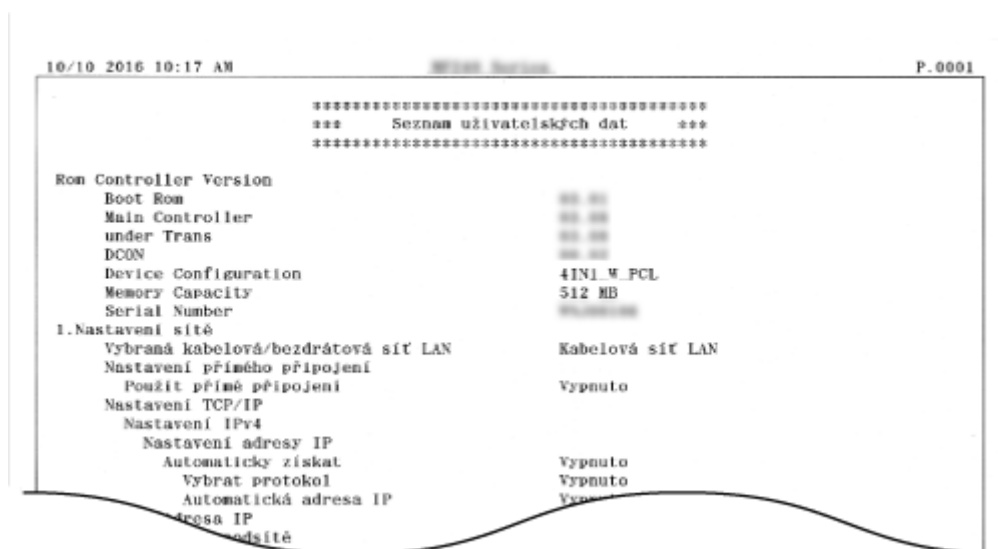 10/10 2016 10:17 AM P.0001
****************************************
*** Seznam uživatelských dat ***
****************************************
Rom Controller Version
Boot Rom
Main Controller
under Trans
DCON
Device Configuration 4IN1_W_PCL
Memory Capacity 512 MB
Serial Number
1.Nastavení sítě
Vybraná kabelová/bezdrátová síť LAN Kabelová síť LAN
Nastavení přímého připojení
Použít přímé připojení Vypnuto
Nastavení TCP/IP
Nastavení IPv4
Nastavení adresy IP
Automaticky získat Vypnuto
Vybrat protokol Vypnuto
Automatická adresa IP
IP